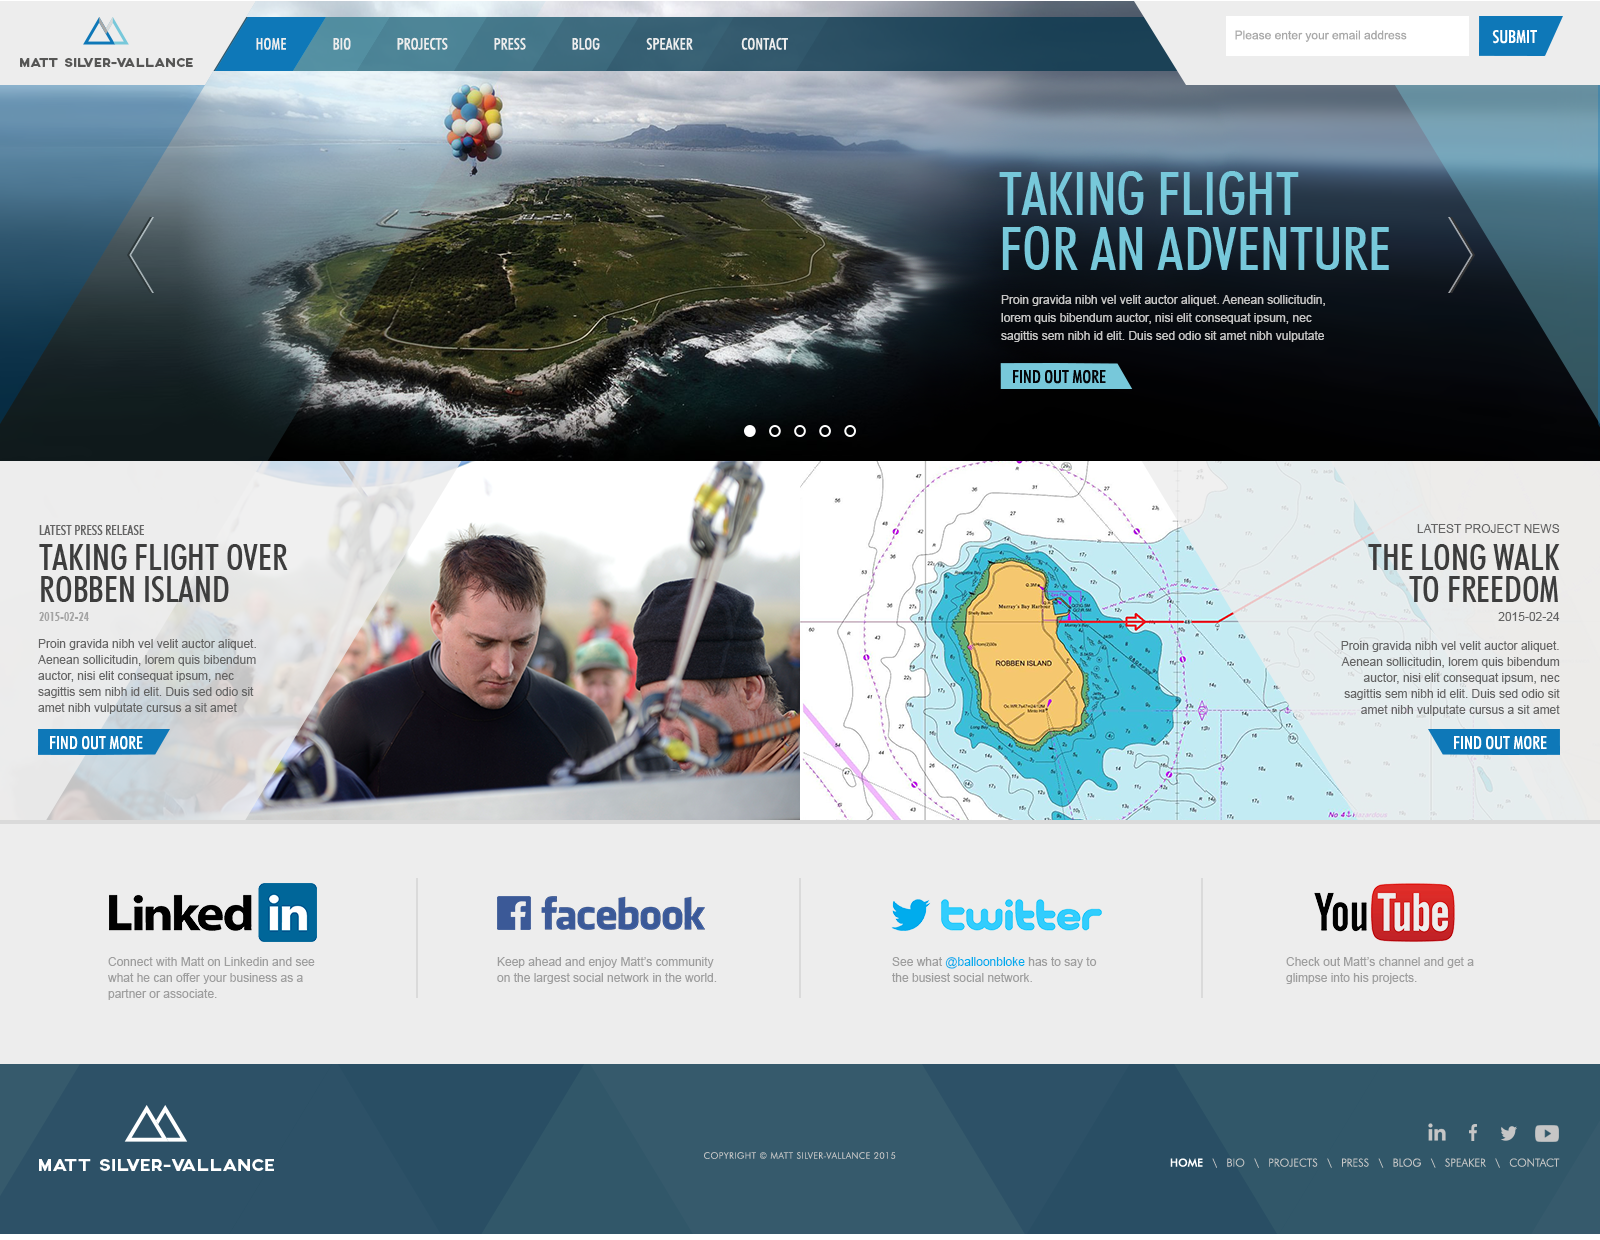 MATT SILVER-VALLANCE
HOME
BIO
PROJECTS
PRESS
BLOG
SPEAKER
CONTACT
Please enter your email address
SUBMIT
TAKING FLIGHT
FOR AN ADVENTURE
Proin gravida nibh vel velit auctor aliquet. Aenean sollicitudin,
lorem quis bibendum auctor, nisi elit consequat ipsum, nec
sagittis sem nibh id elit. Duis sed odio sit amet nibh vulputate
FIND OUT MORE
LATEST PRESS RELEASE
TAKING FLIGHT OVER
ROBBEN ISLAND
2015-02-24
Proin gravida nibh vel velit auctor aliquet.
Aenean sollicitudin, lorem quis bibendum
auctor, nisi elit consequat ipsum, nec
sagittis sem nibh id elit. Duis sed odio sit
amet nibh vulputate cursus a sit amet
FIND OUT MORE
Murray's Bay Harbour
ROBBEN ISLAND
LATEST PROJECT NEWS
THE LONG WALK
TO FREEDOM
2015-02-24
Proin gravida nibh vel velit auctor aliquet.
Aenean sollicitudin, lorem quis bibendum
auctor, nisi elit consequat ipsum, nec
sagittis sem nibh id elit. Duis sed odio sit
amet nibh vulputate cursus a sit amet
FIND OUT MORE
Linked in
Connect with Matt on Linkedin and see
what he can offer your business as a
partner or associate.
f facebook
Keep ahead and enjoy Matt's community
on the largest social network in the world.
twitter
See what @balloonbloke has to say to
the busiest social network.
YouTube
Check out Matt's channel and get a
glimpse into his projects.
MATT SILVER-VALLANCE
COPYRIGHT © MATT SILVER-VALLANCE 2015
in f
HOME \ BIO \ PROJECTS \ PRESS \ BLOG \ SPEAKER \ CONTACT